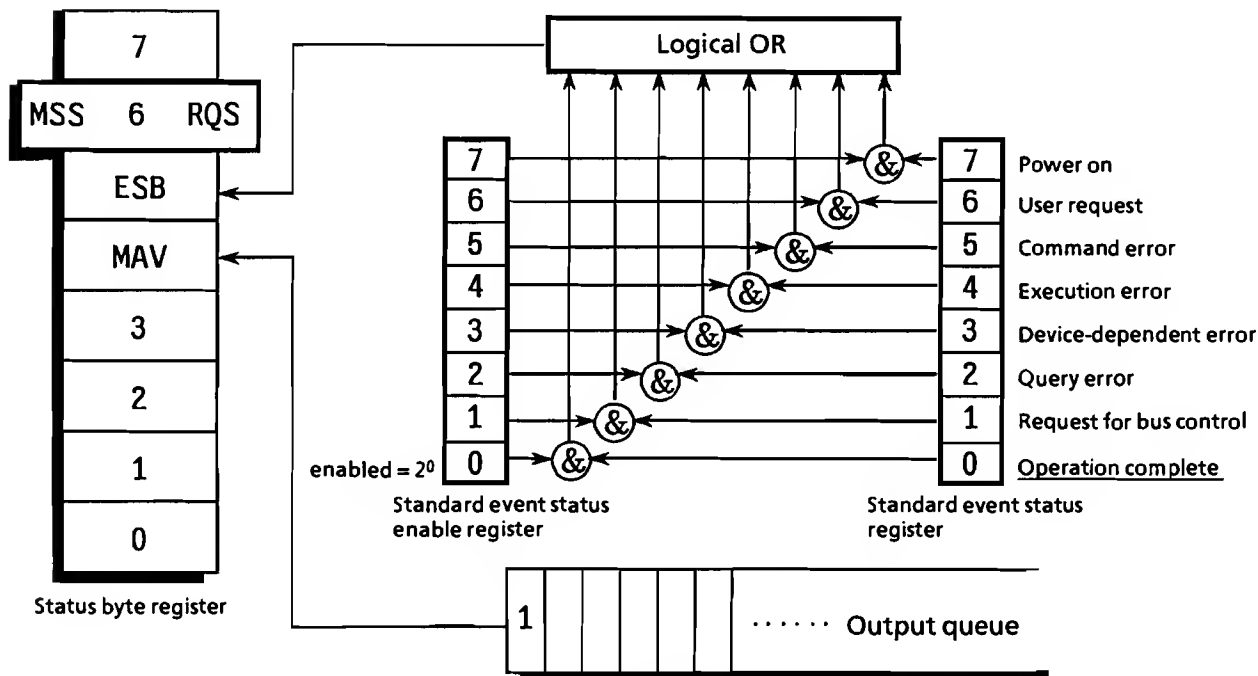 Logical OR
7
MSS 6 RQS
ESB
MAV
3
2
1
0
Status byte register
7
6
5
4
3
2
1
enabled = 2⁰ 0
Standard event status
enable register
&
&
&
&
&
&
&
&
7 Power on
6 User request
5 Command error
4 Execution error
3 Device-dependent error
2 Query error
1 Request for bus control
0 Operation complete
Standard event status
register
1 ...... Output queue